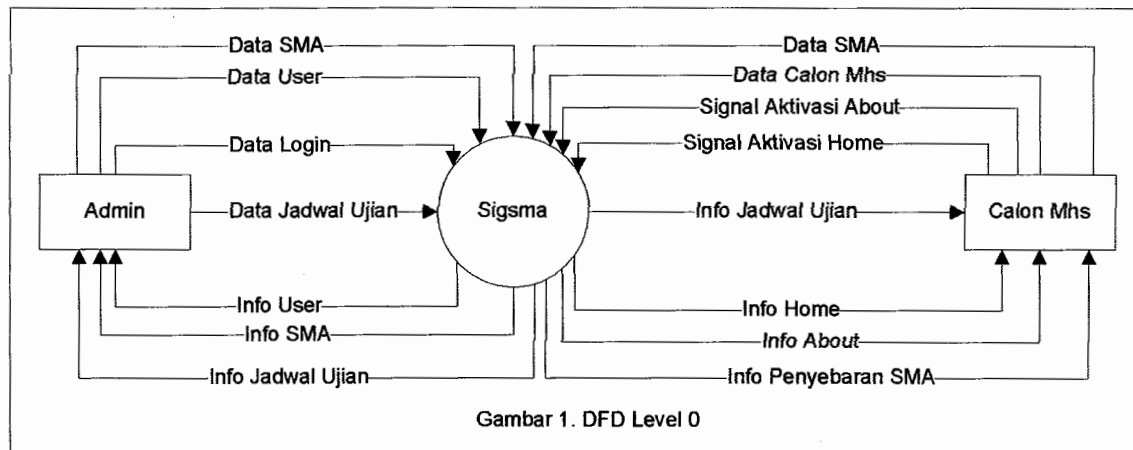 Data SMA
Data User
Data Login
Admin
Data Jadwal Ujian
Info User
Info SMA
Info Jadwal Ujian
Sigsma
Data SMA
Data Calon Mhs
Signal Aktivasi About
Signal Aktivasi Home
Info Jadwal Ujian
Calon Mhs
Info Home
Info About
Info Penyebaran SMA
Gambar 1. DFD Level 0